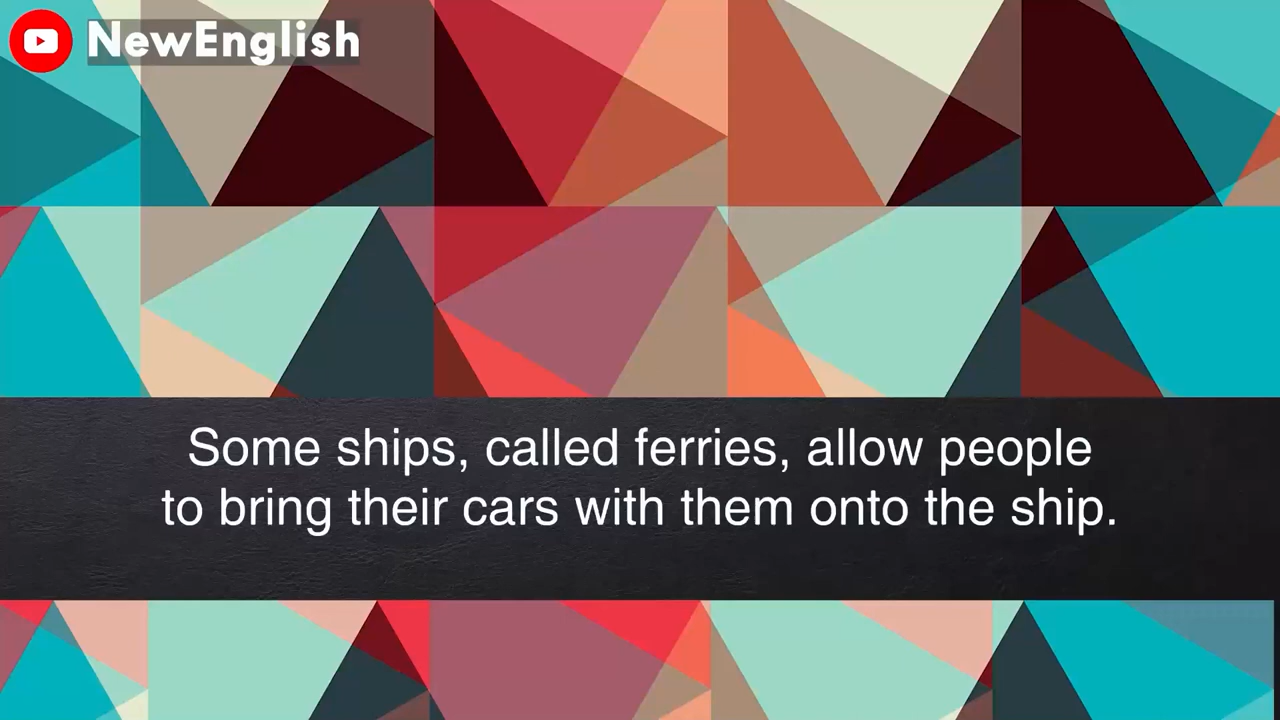 NewEnglish
Some ships, called ferries, allow people
to bring their cars with them onto the ship.